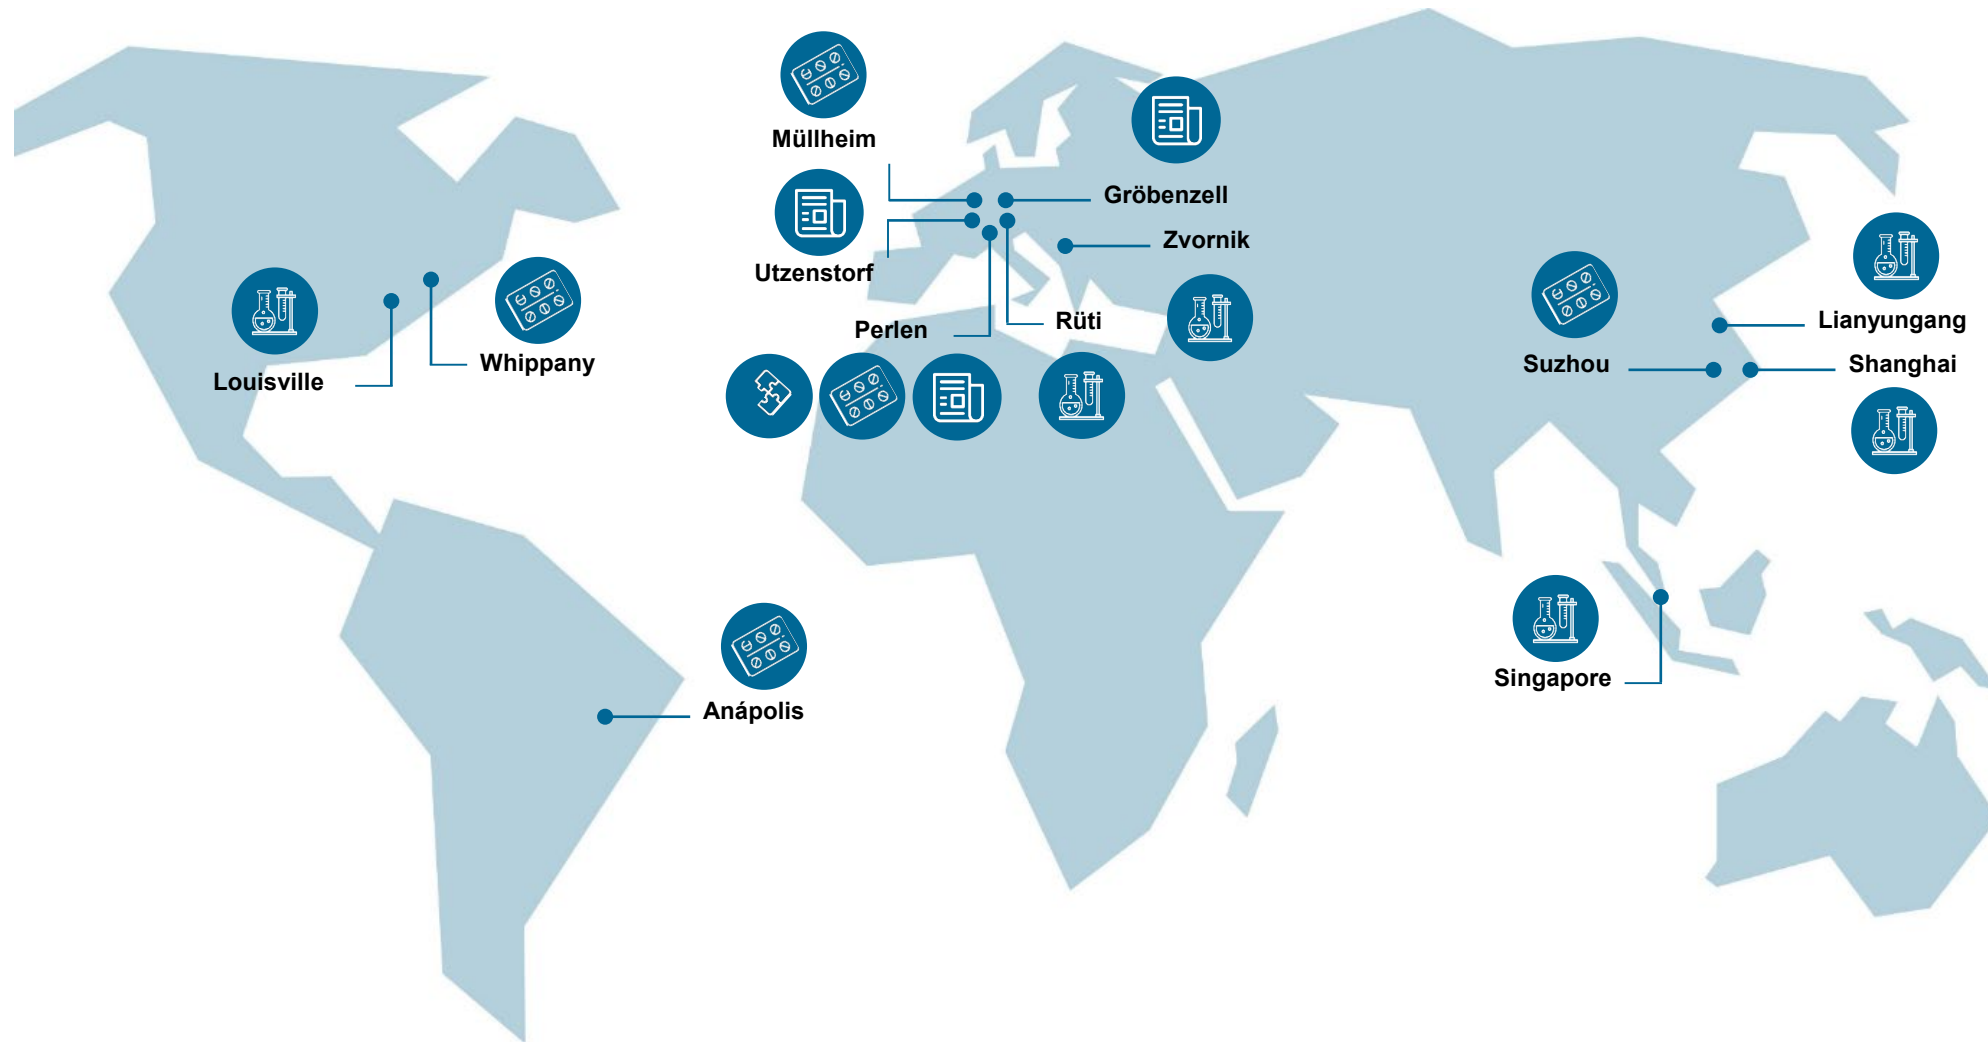 Müllheim
Gröbenzell
Utzenstorf
Zvornik
Perlen
Rüti
Louisville
Whippany
Lianyungang
Suzhou
Shanghai
Singapore
Anápolis